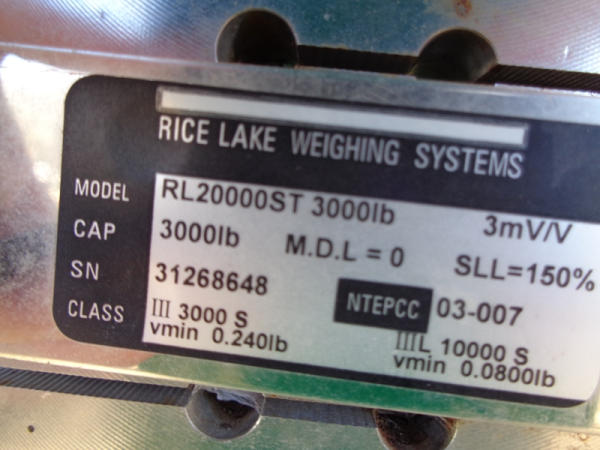 RICE LAKE WEIGHING SYSTEMS
MODEL RL20000ST 3000lb 3mV/V
CAP 3000lb M.D.L = 0 SLL=150%
SN 31268648 NTEPCC 03-007
CLASS III 3000 S IIIL 10000 S
vmin 0.240lb vmin 0.0800lb